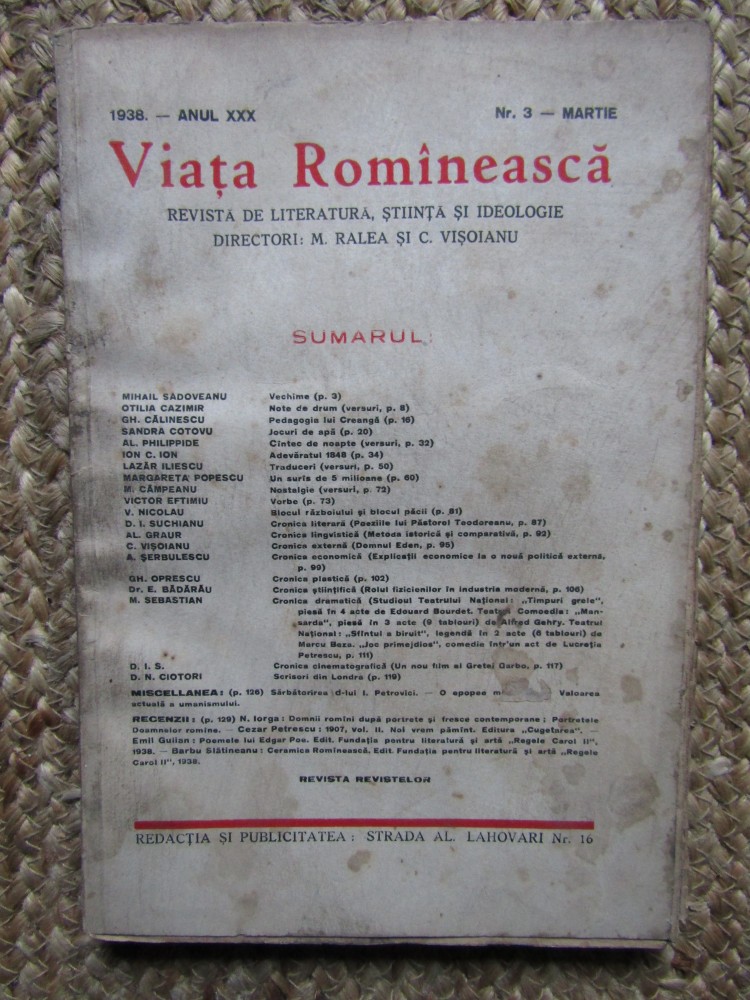 1938. — ANUL XXX Nr. 3 — MARTIE
Viața Romînească
REVISTĂ DE LITERATURĂ, ȘTIINȚĂ ȘI IDEOLOGIE
DIRECTORI: M. RALEA ȘI C. VIȘOIANU
SUMARUL:
MIHAIL SADOVEANU Vechime (p. 3)
OTILIA CAZIMIR Note de drum (versuri, p. 8)
GH. CĂLINESCU Pedagogia lui Creangă (p. 16)
SANDRA COTOVU Jocuri de apă (p. 20)
AL. PHILIPPIDE Cîntec de noapte (versuri, p. 32)
ION C. ION Adevăratul 1848 (p. 34)
LAZĂR ILIESCU Traduceri (versuri, p. 50)
MARGARETA POPESCU Un surîs de 5 milioane (p. 60)
M. CÂMPEANU Nostalgie (versuri, p. 72)
VICTOR EFTIMIU Vorbe (p. 73)
V. NICOLAU Blocul războiului și blocul păcii (p. 81)
D. I. SUCHIANU Cronica literară (Poeziile lui Păstorel Teodoreanu, p. 87)
AL. GRAUR Cronica lingvistică (Metoda istorică și comparativă, p. 92)
C. VIȘOIANU Cronica externă (Domnul Eden, p. 95)
A. ȘERBULESCU Cronica economică (Explicații economice la o nouă politică externă,
p. 99)
GH. OPRESCU Cronica plastică (p. 102)
Dr. E. BĂDĂRĂU Cronica științifică (Rolul fizicienilor în industria modernă, p. 106)
M. SEBASTIAN Cronica dramatică (Studioul Teatrului Național: „Timpuri grele",
piesă în 4 acte de Edouard Bourdet. Teatrul Comoedia: „Man-
sarda", piesă în 3 acte (9 tablouri) de Alfred Gehry. Teatrul
Național: „Sfîntul a biruit", legendă în 2 acte (6 tablouri) de
Marcu Beza. „Joc primejdios", comedie într'un act de Lucreția
Petrescu, p. 111)
D. I. S. Cronica cinematografică (Un nou film al Gretei Garbo, p. 117)
D. N. CIOTORI Scrisori din Londra (p. 119)
MISCELLANEA: (p. 126) Sărbătorirea d-lui I. Petrovici. — O epopee Valoarea
actuală a umanismului.
RECENZII: (p. 129) N. Iorga: Domnii romîni după portrete și fresce contemporane; Portretele
Doamnelor romîne. — Cezar Petrescu: 1907, vol. II. Noi vrem pămînt. Editura „Cugetarea". —
Emil Gulian: Poemele lui Edgar Poe. Edit. Fundația pentru literatură și artă „Regele Carol II",
1938. — Barbu Slătineanu: Ceramica Romînească. Edit. Fundația pentru literatură și artă „Regele
Carol II", 1938.
REVISTA REVISTELOR
REDACȚIA ȘI PUBLICITATEA: STRADA AL. LAHOVARI Nr. 16